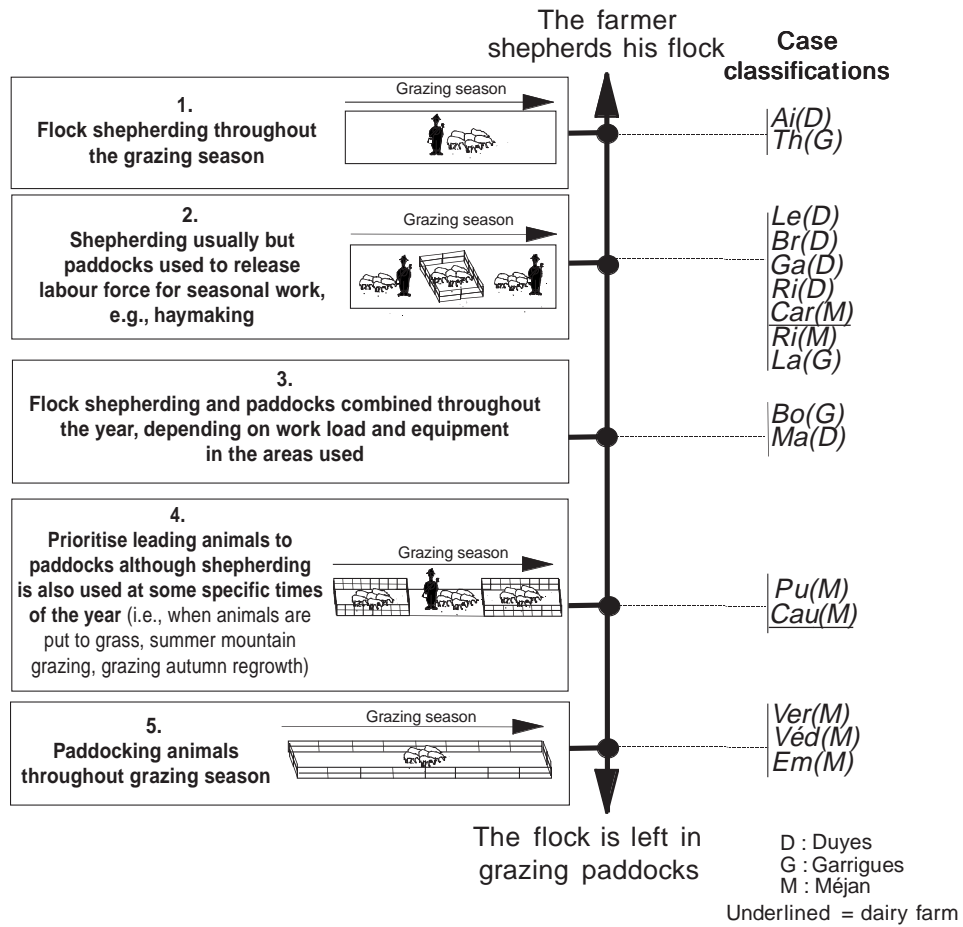 The farmer
shepherds his flock
Case
classifications
1.
Flock shepherding throughout
the grazing season
Grazing season
Ai(D)
Th(G)
2.
Shepherding usually but
paddocks used to release
labour force for seasonal work,
e.g., haymaking
Grazing season
Le(D)
Br(D)
Ga(D)
Ri(D)
Car(M)
Ri(M)
La(G)
3.
Flock shepherding and paddocks combined throughout
the year, depending on work load and equipment
in the areas used
Bo(G)
Ma(D)
4.
Prioritise leading animals to
paddocks although shepherding
is also used at some specific times
of the year (i.e., when animals are
put to grass, summer mountain
grazing, grazing autumn regrowth)
Grazing season
Pu(M)
Cau(M)
5.
Paddocking animals
throughout grazing season
Grazing season
Ver(M)
Véd(M)
Em(M)
The flock is left in
grazing paddocks
D : Duyes
G : Garrigues
M : Méjan
Underlined = dairy farm